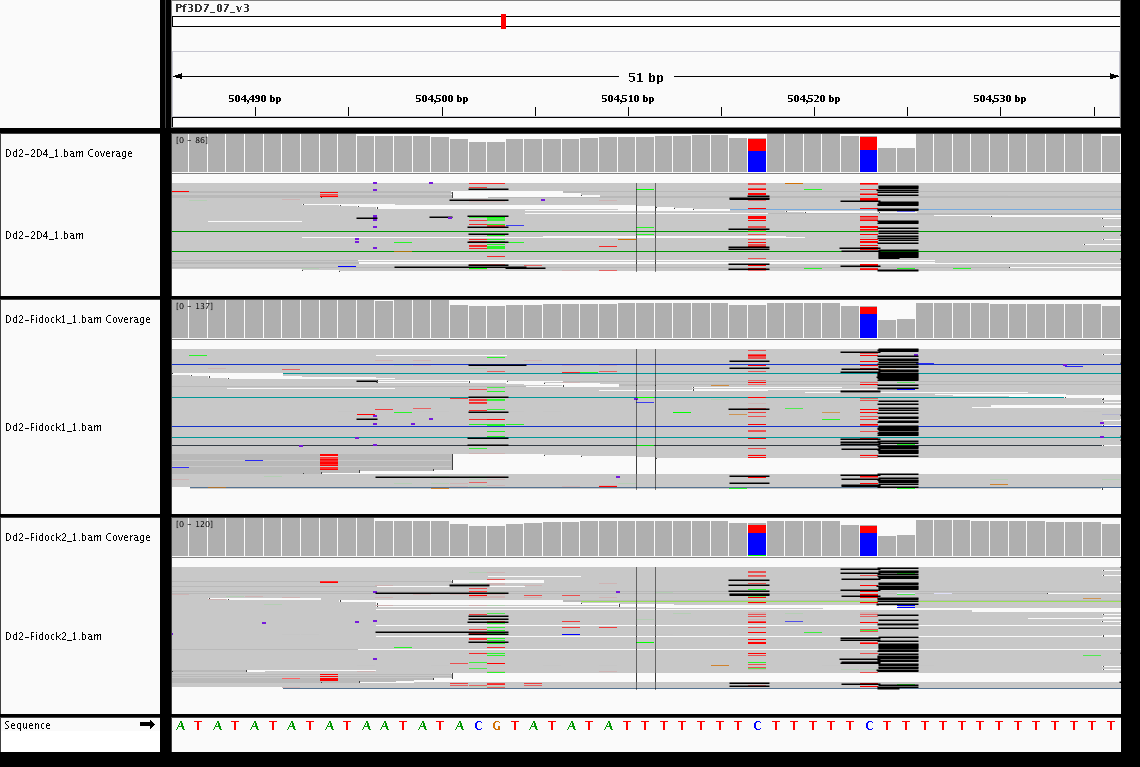 Pf3D7_07_v3
51 bp
504,490 bp 504,500 bp 504,510 bp 504,520 bp 504,530 bp
Dd2-2D4_1.bam Coverage [0 - 86]
Dd2-2D4_1.bam
Dd2-Fidock1_1.bam Coverage [0 - 137]
Dd2-Fidock1_1.bam
Dd2-Fidock2_1.bam Coverage [0 - 120]
Dd2-Fidock2_1.bam
Sequence A T A T A T A T A T A A T A T A C G T A T A T A T T T T T T T C T T T T T C T T T T T T T T T T T T T